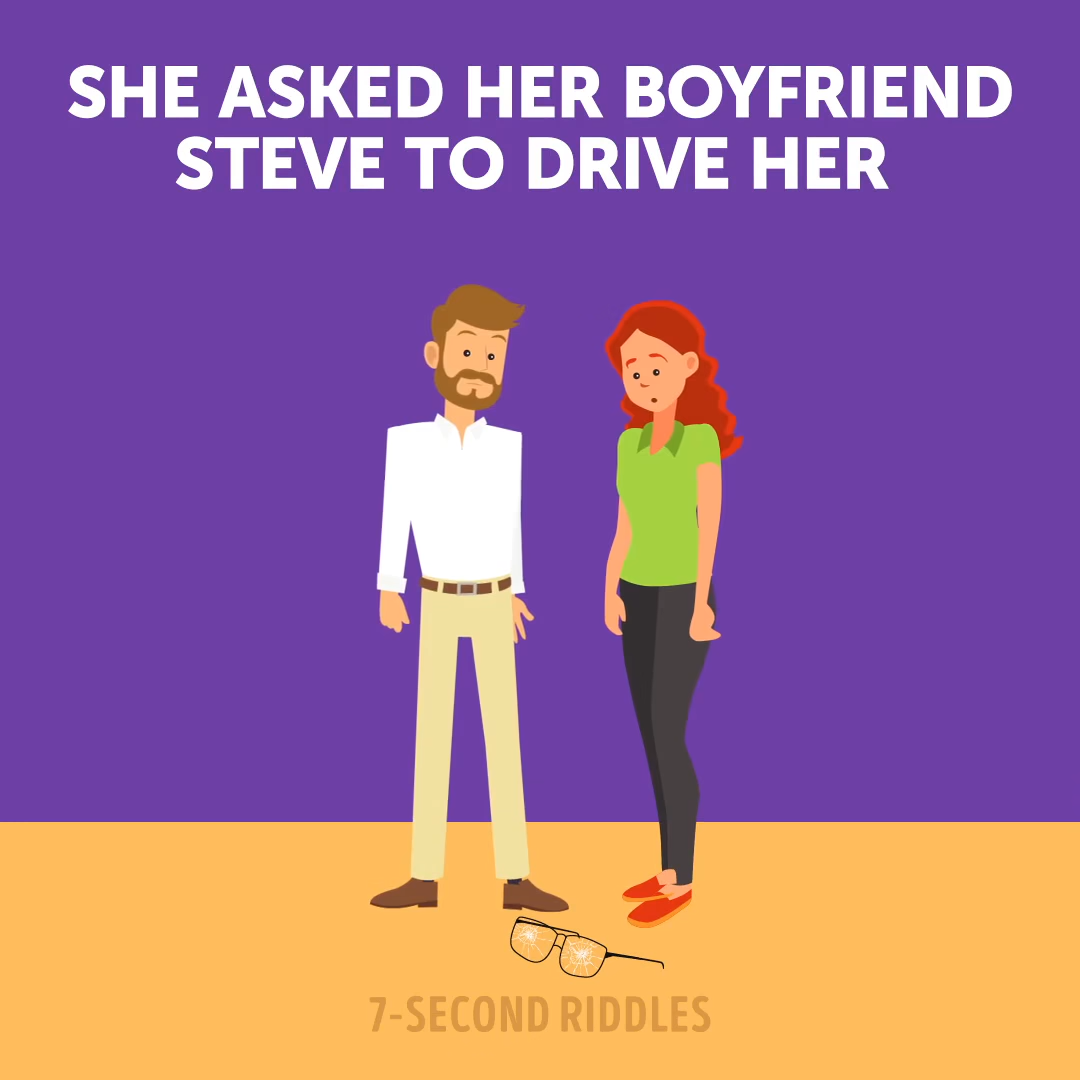 SHE ASKED HER BOYFRIEND
STEVE TO DRIVE HER
7-SECOND RIDDLES